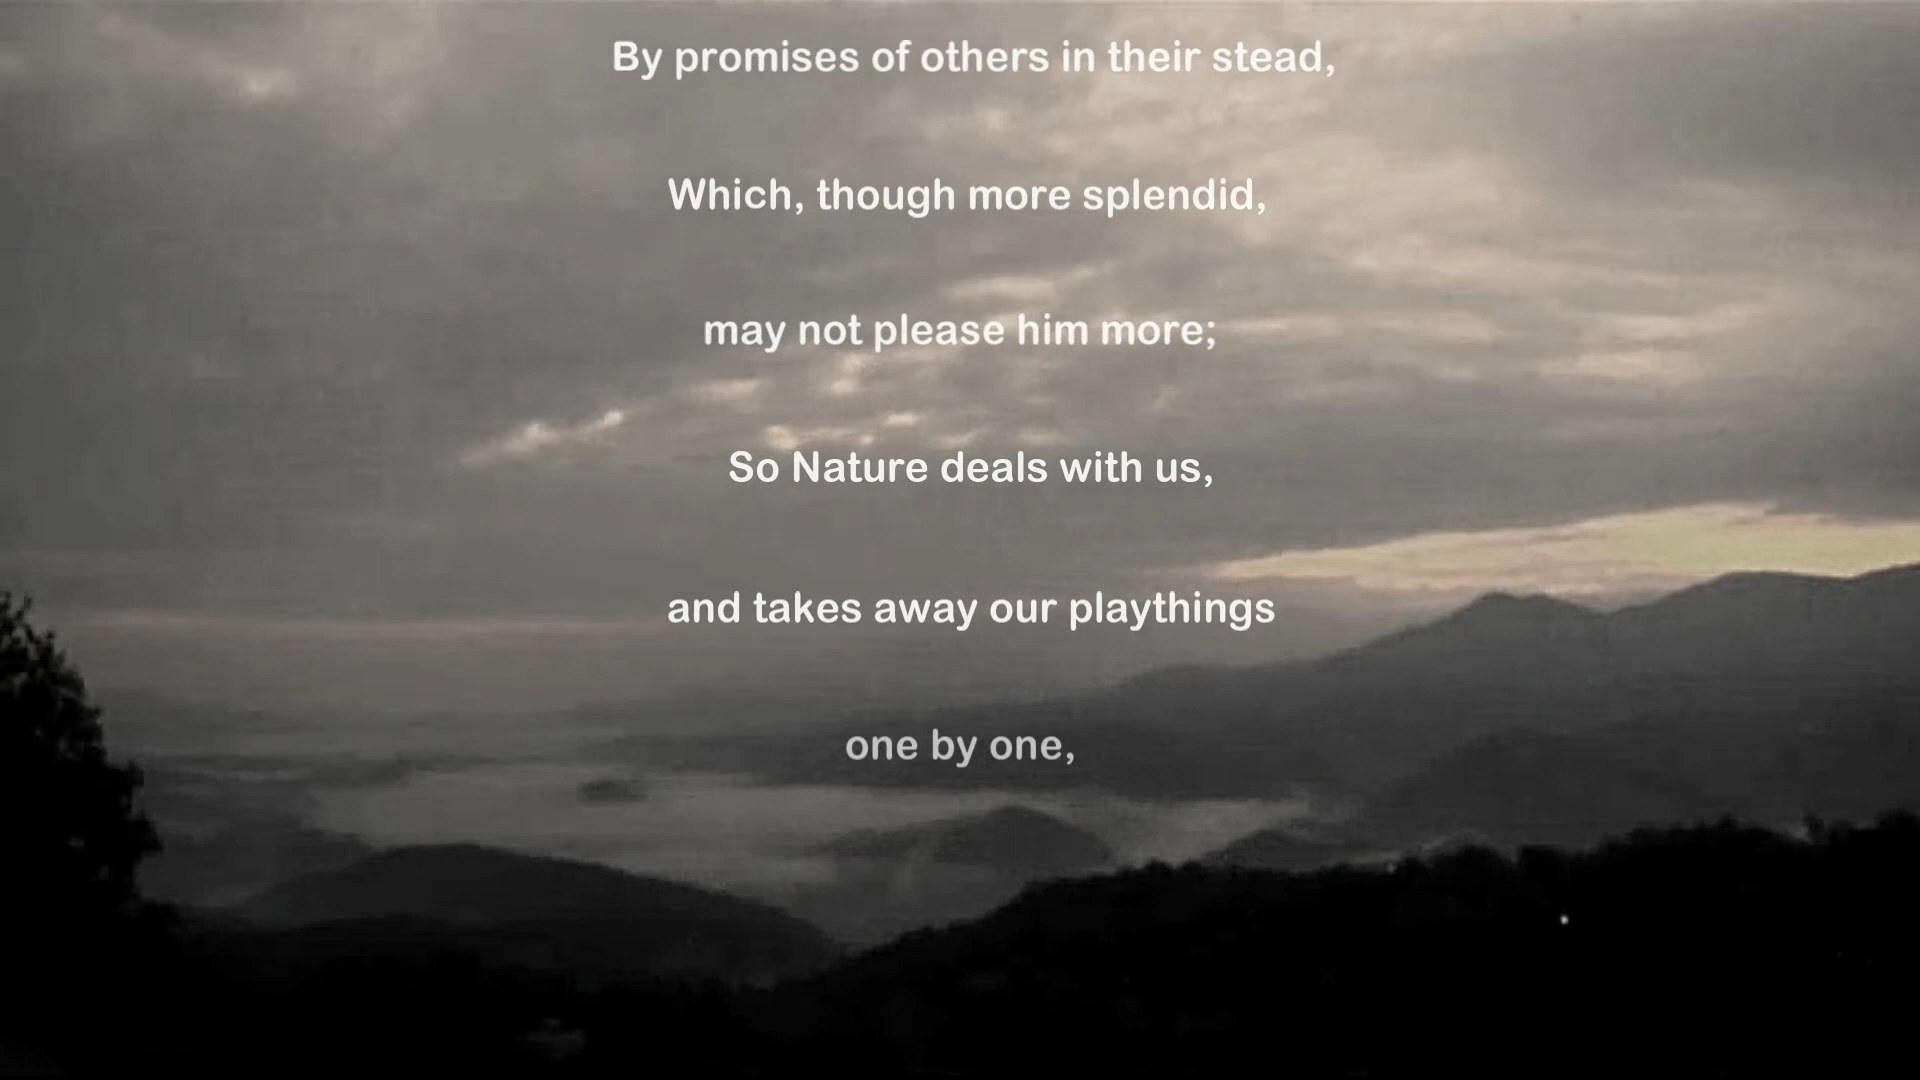 By promises of others in their stead,
Which, though more splendid,
may not please him more;
So Nature deals with us,
and takes away our playthings
one by one,